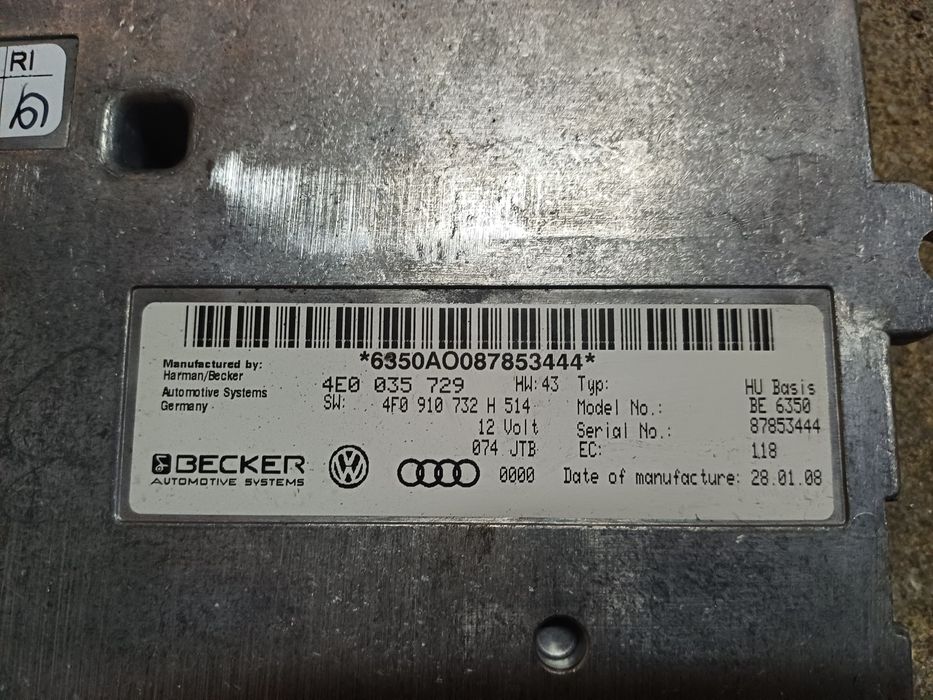 RI
*6350AO087853444*
Manufactured by:
Harman/Becker
Automotive Systems
Germany
4E0 035 729 HW:43 Typ: HU Basis
SW: 4F0 910 732 H 514 Model No.: BE 6350
12 Volt Serial No.: 87853444
074 JTB EC: 118
BECKER
AUTOMOTIVE SYSTEMS
VW
0000 Date of manufacture: 28.01.08